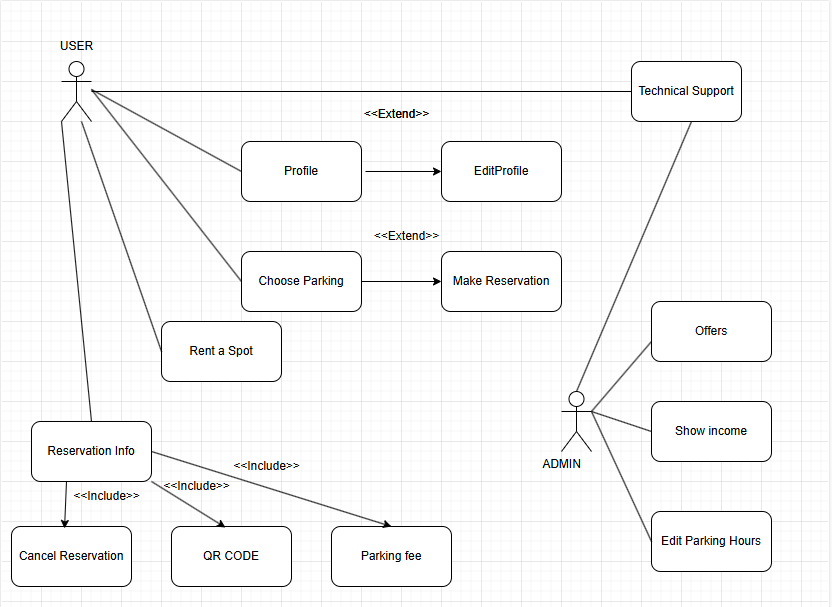 USER
Technical Support
<<Extend>>
Profile
EditProfile
<<Extend>>
Choose Parking
Make Reservation
Offers
Rent a Spot
Show income
Reservation Info
ADMIN
<<Include>>
<<Include>>
<<Include>>
Edit Parking Hours
Cancel Reservation
QR CODE
Parking fee